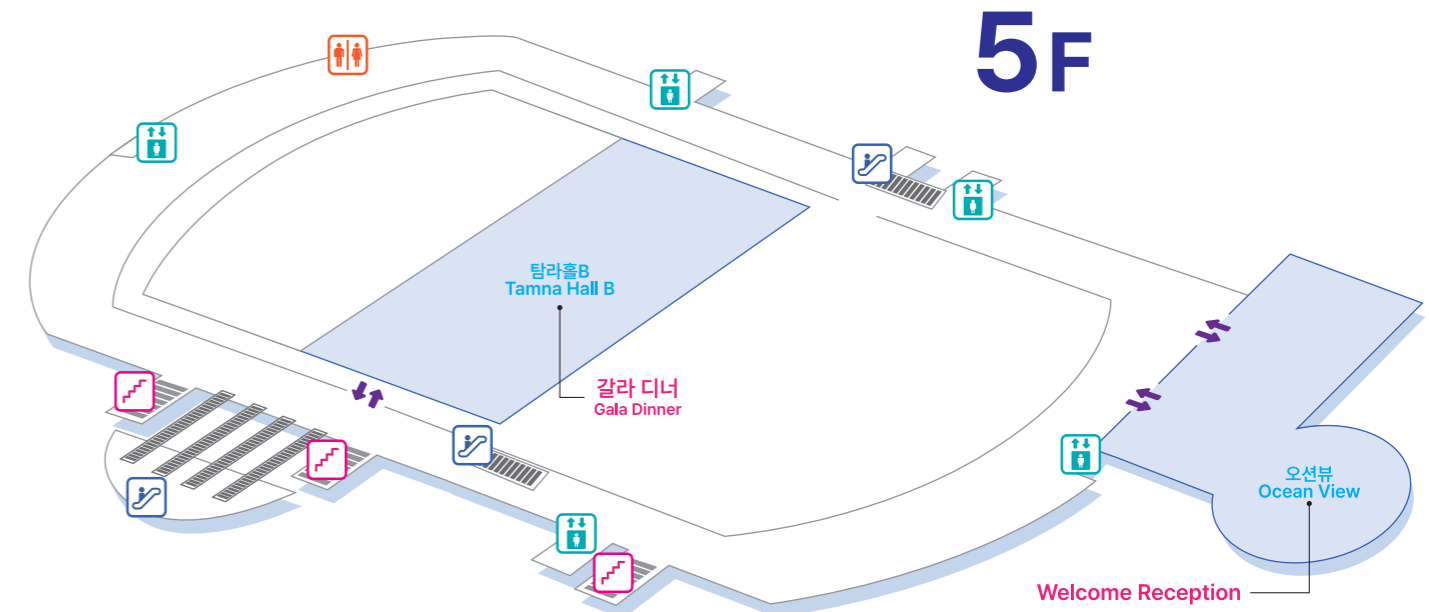 5F
탐라홀B
Tamna Hall B
갈라 디너
Gala Dinner
오션뷰
Ocean View
Welcome Reception